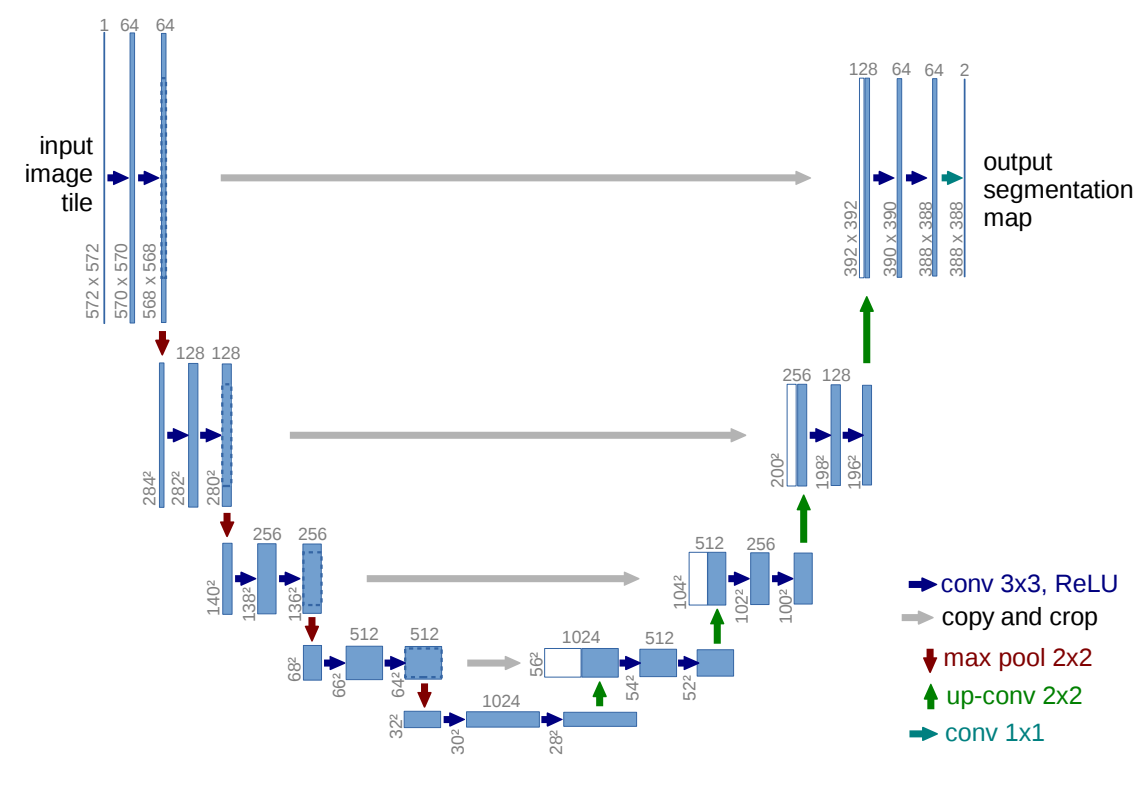 1 64 64
input
image
tile
572 x 572
570 x 570
568 x 568
128 64 64 2
output
segmentation
map
392 x 392
390 x 390
388 x 388
388 x 388
128 128
284²
282²
280²
256 128
200²
198²
196²
256 256
140²
138²
136²
512 256
104²
102²
100²
512 512
68²
66²
64²
1024 512
56²
54²
52²
1024
32²
30²
28²
conv 3x3, ReLU
copy and crop
max pool 2x2
up-conv 2x2
conv 1x1